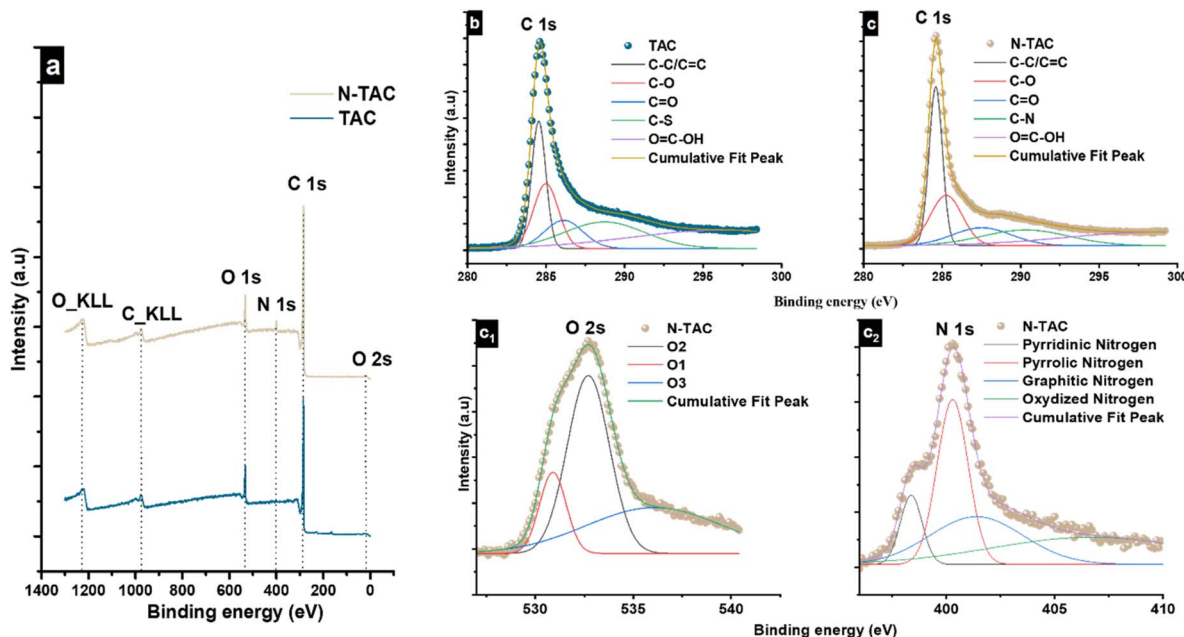 a
N-TAC
TAC
C 1s
O 1s
N 1s
O_KLL
C_KLL
O 2s
Intensity (a.u)
1400 1200 1000 800 600 400 200 0
Binding energy (eV)
b
C 1s
TAC
C-C/C=C
C-O
C=O
C-S
O=C-OH
Cumulative Fit Peak
Intensity (a.u)
280 285 290 295 300
c
C 1s
N-TAC
C-C/C=C
C-O
C=O
C-N
O=C-OH
Cumulative Fit Peak
280 285 290 295 300
Binding energy (eV)
c1
O 2s
N-TAC
O2
O1
O3
Cumulative Fit Peak
Intensity (a.u)
530 535 540
c2
N 1s
N-TAC
Pyrridinic Nitrogen
Pyrrolic Nitrogen
Graphitic Nitrogen
Oxydized Nitrogen
Cumulative Fit Peak
400 405 410
Binding energy (eV)